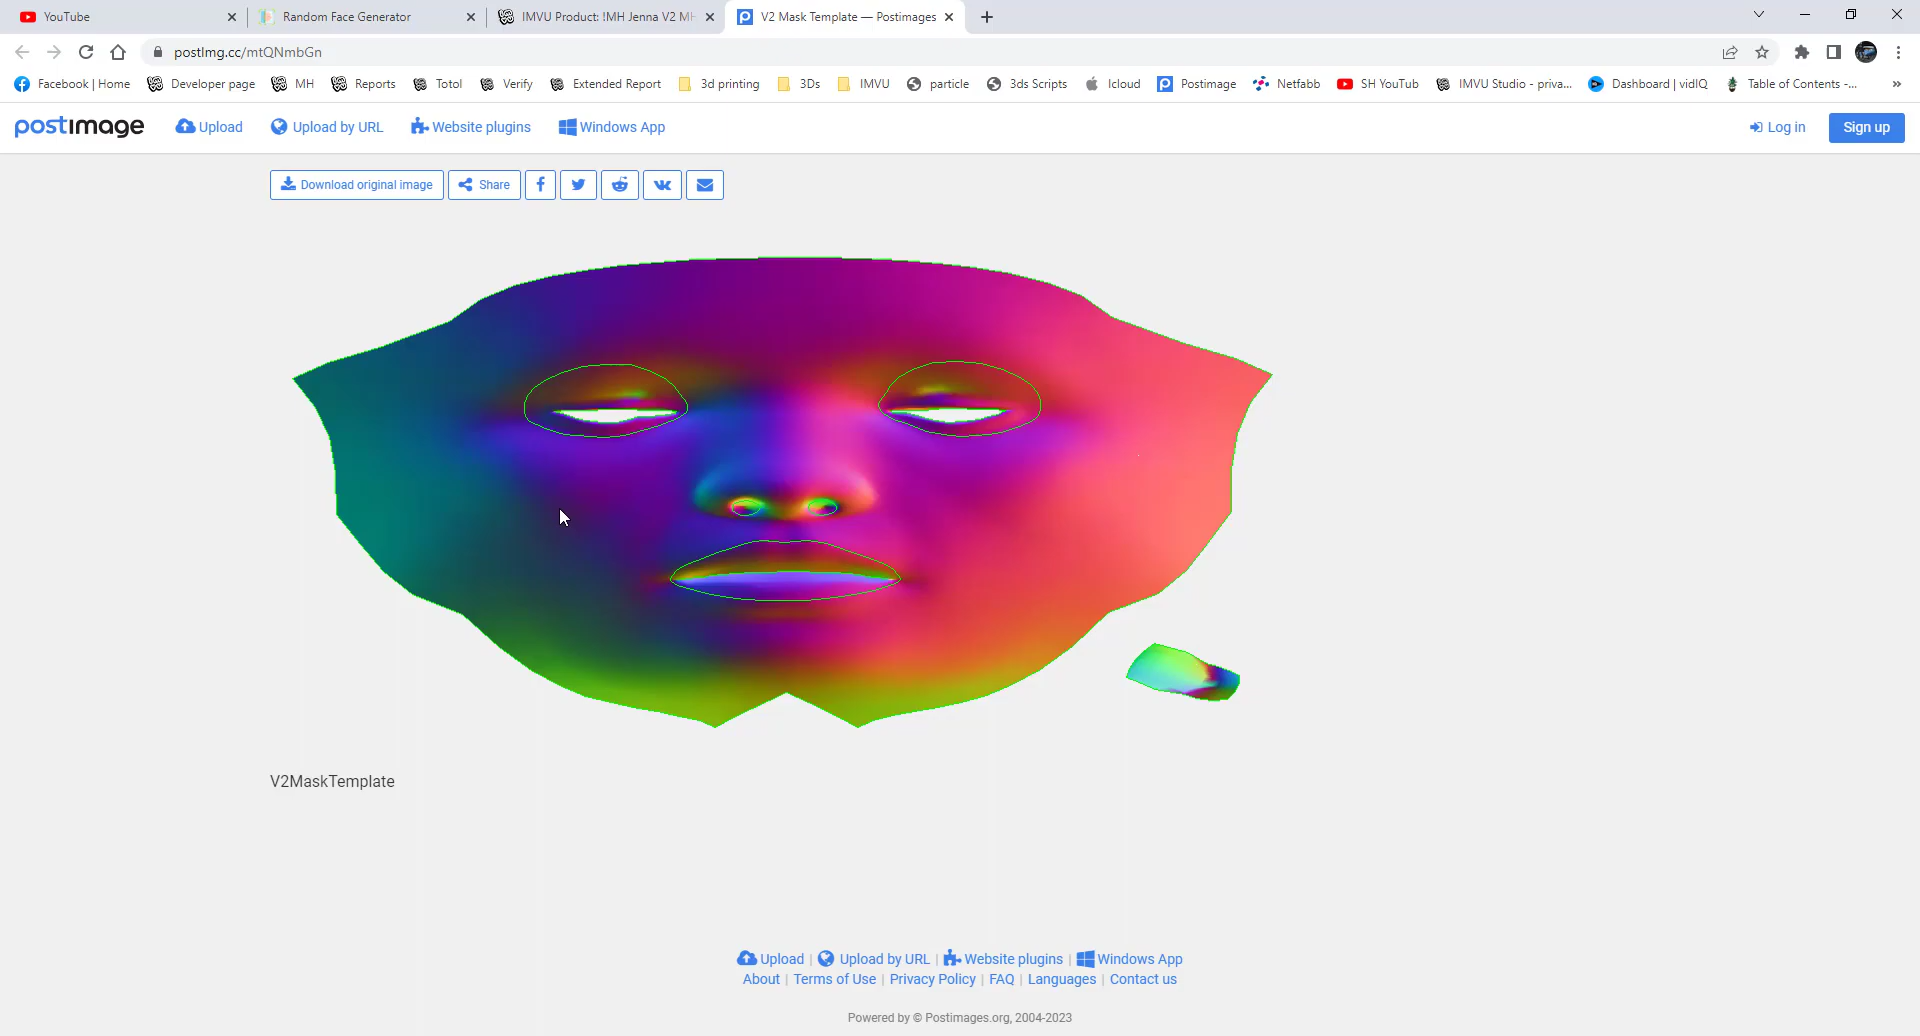 YouTube
Random Face Generator
IMVU Product: !MH Jenna V2 MH
V2 Mask Template — Postimages
postimg.cc/mtQNmbGn
Facebook | Home
Developer page
MH
Reports
Totol
Verify
Extended Report
3d printing
3Ds
IMVU
particle
3ds Scripts
Icloud
Postimage
Netfabb
SH YouTub
IMVU Studio - priva...
Dashboard | vidIQ
Table of Contents -...
postimage
Upload
Upload by URL
Website plugins
Windows App
Log in
Sign up
Download original image
Share
V2MaskTemplate
Upload | Upload by URL | Website plugins | Windows App
About | Terms of Use | Privacy Policy | FAQ | Languages | Contact us
Powered by © Postimages.org, 2004-2023